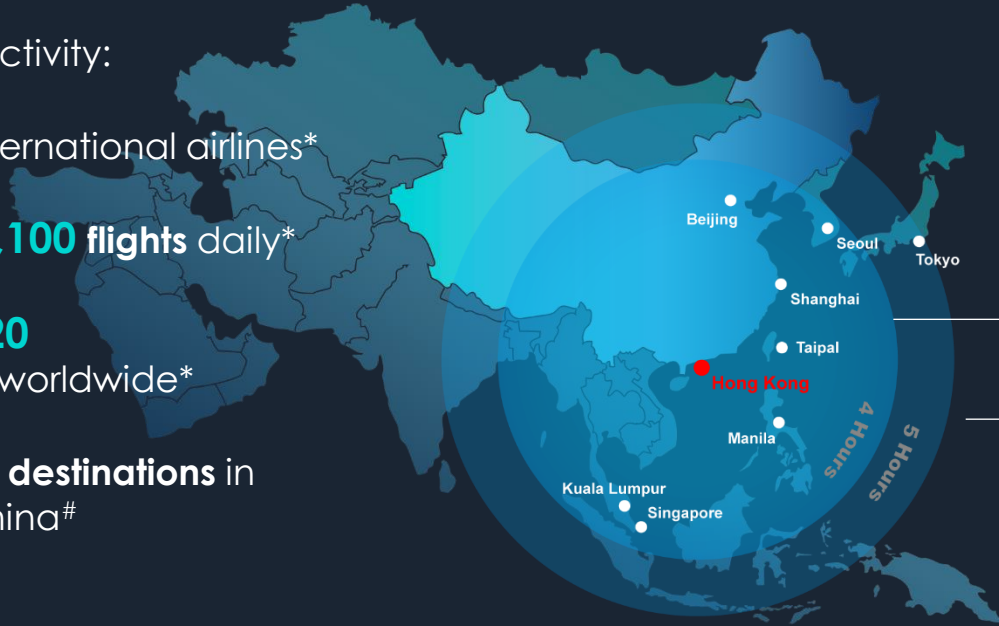 ctivity:
ernational airlines*
,100 flights daily*
20
worldwide*
destinations in
hina#
Beijing
Seoul
Tokyo
Shanghai
Taipal
Hong Kong
Manila
4 Hours
5 Hours
Kuala Lumpur
Singapore